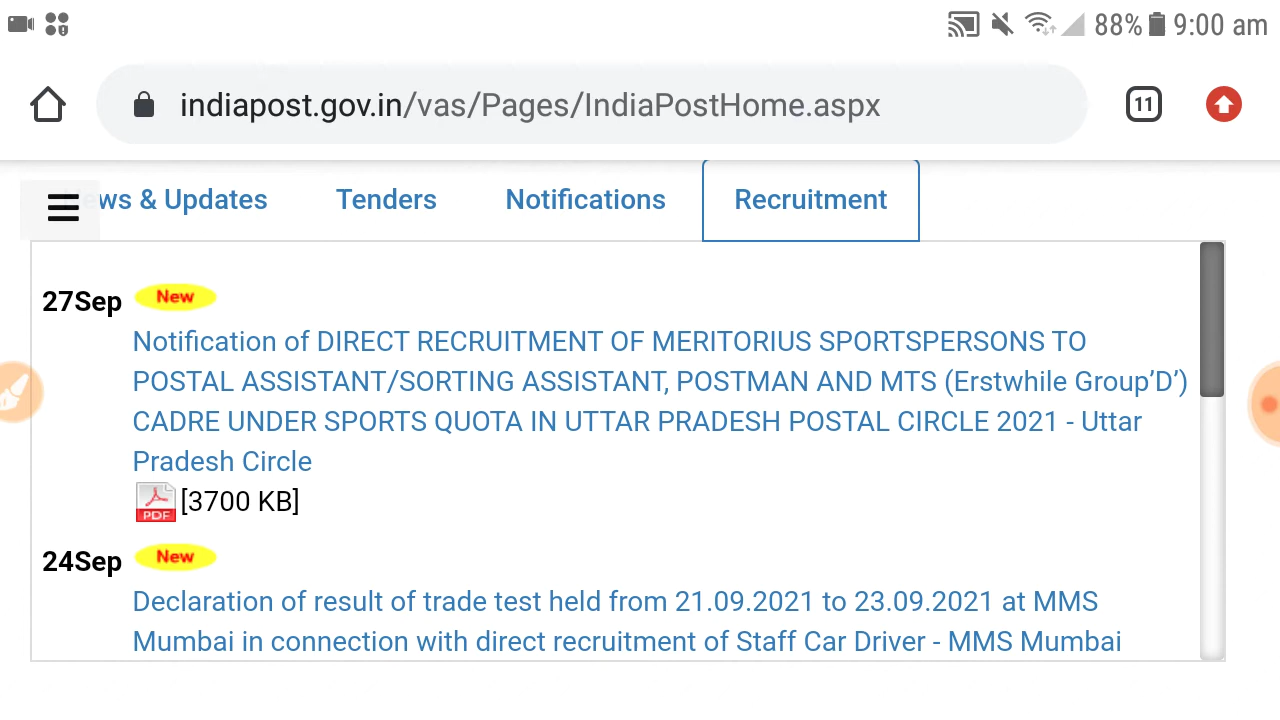 88% 9:00 am
indiapost.gov.in/vas/Pages/IndiaPostHome.aspx
11
ws & Updates Tenders Notifications Recruitment
27Sep New
Notification of DIRECT RECRUITMENT OF MERITORIUS SPORTSPERSONS TO
POSTAL ASSISTANT/SORTING ASSISTANT, POSTMAN AND MTS (Erstwhile Group’D’)
CADRE UNDER SPORTS QUOTA IN UTTAR PRADESH POSTAL CIRCLE 2021 - Uttar
Pradesh Circle
PDF [3700 KB]
24Sep New
Declaration of result of trade test held from 21.09.2021 to 23.09.2021 at MMS
Mumbai in connection with direct recruitment of Staff Car Driver - MMS Mumbai